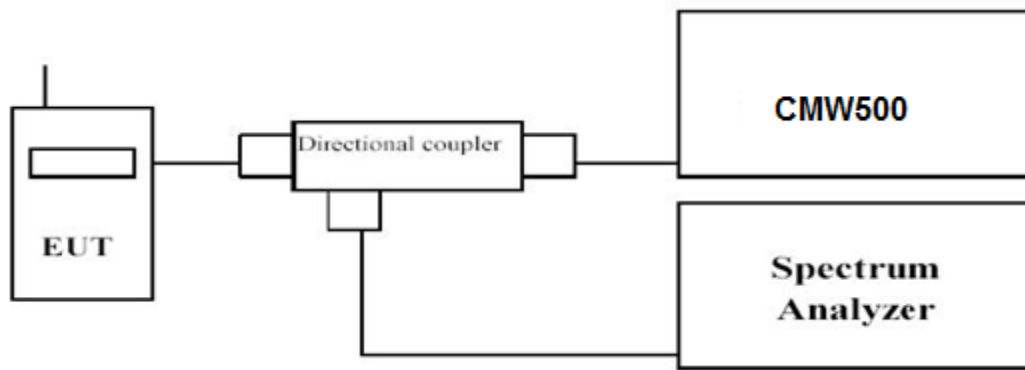 CMW500
Directional coupler
EUT
Spectrum
Analyzer